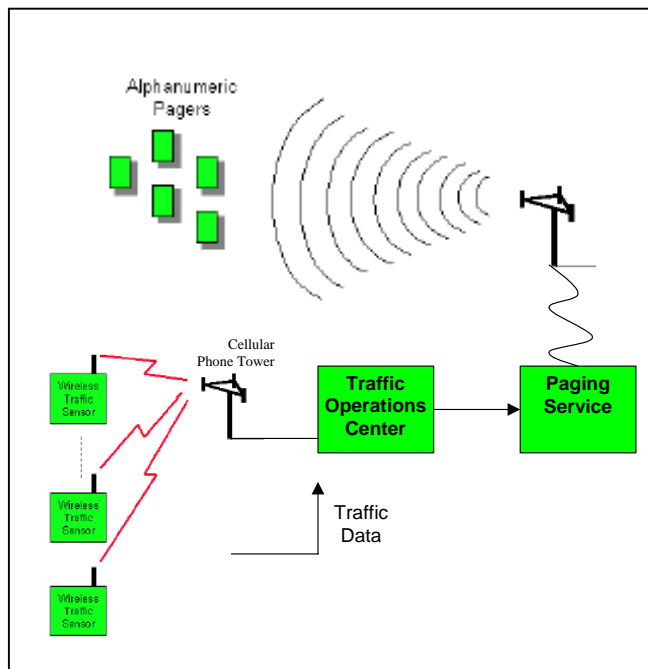 Alphanumeric
Pagers
Cellular
Phone Tower
Wireless
Traffic
Sensor
Traffic
Operations
Center
Paging
Service
Wireless
Traffic
Sensor
Traffic
Data
Wireless
Traffic
Sensor